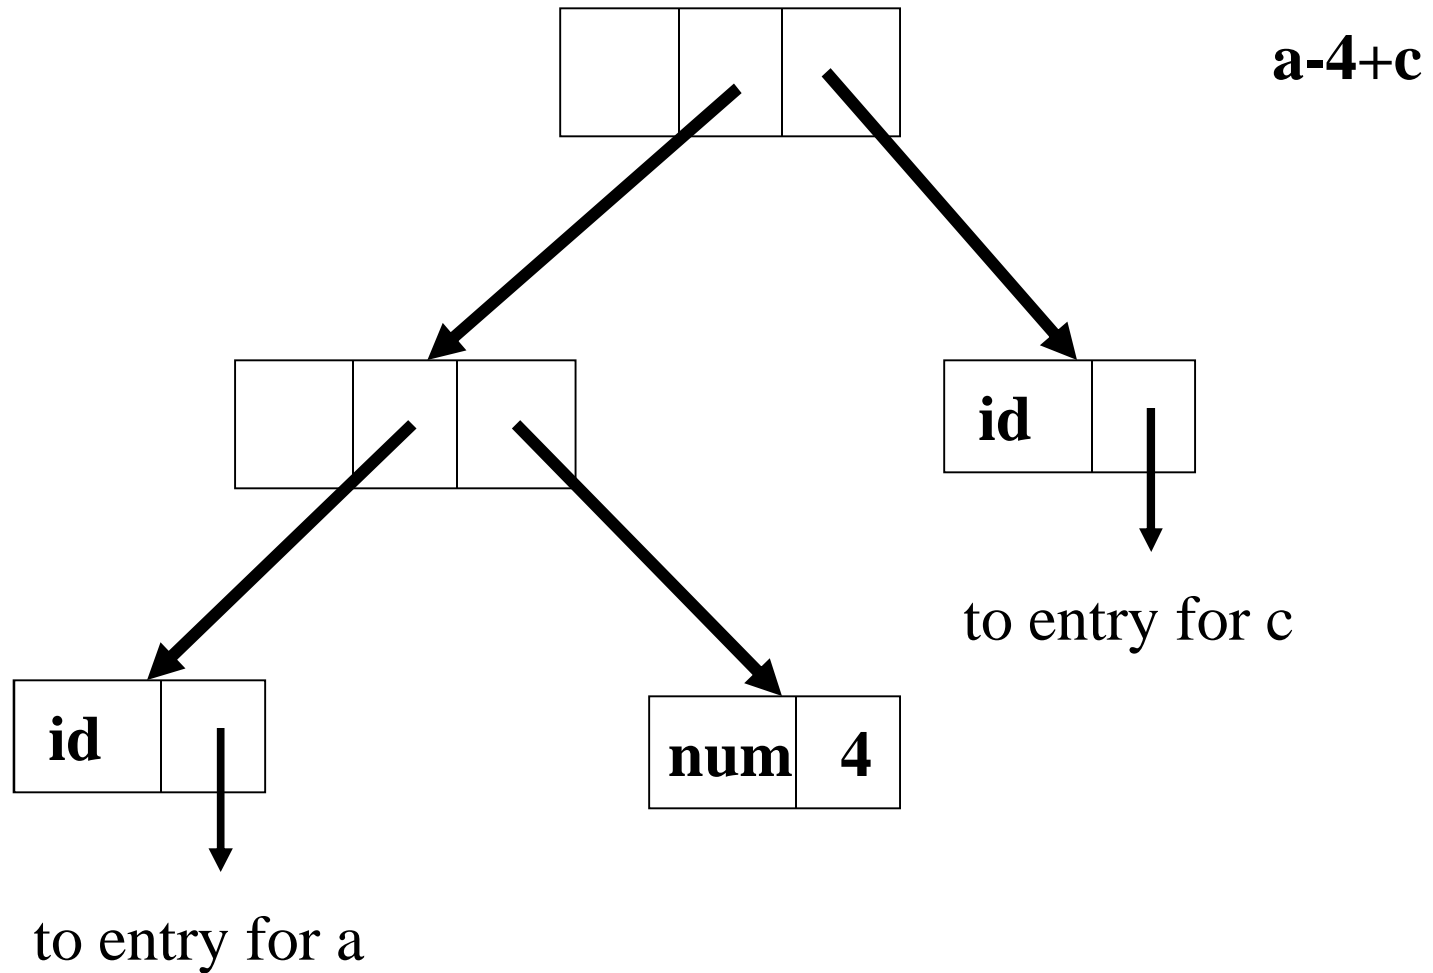 a-4+c
id
to entry for c
id
num 4
to entry for a